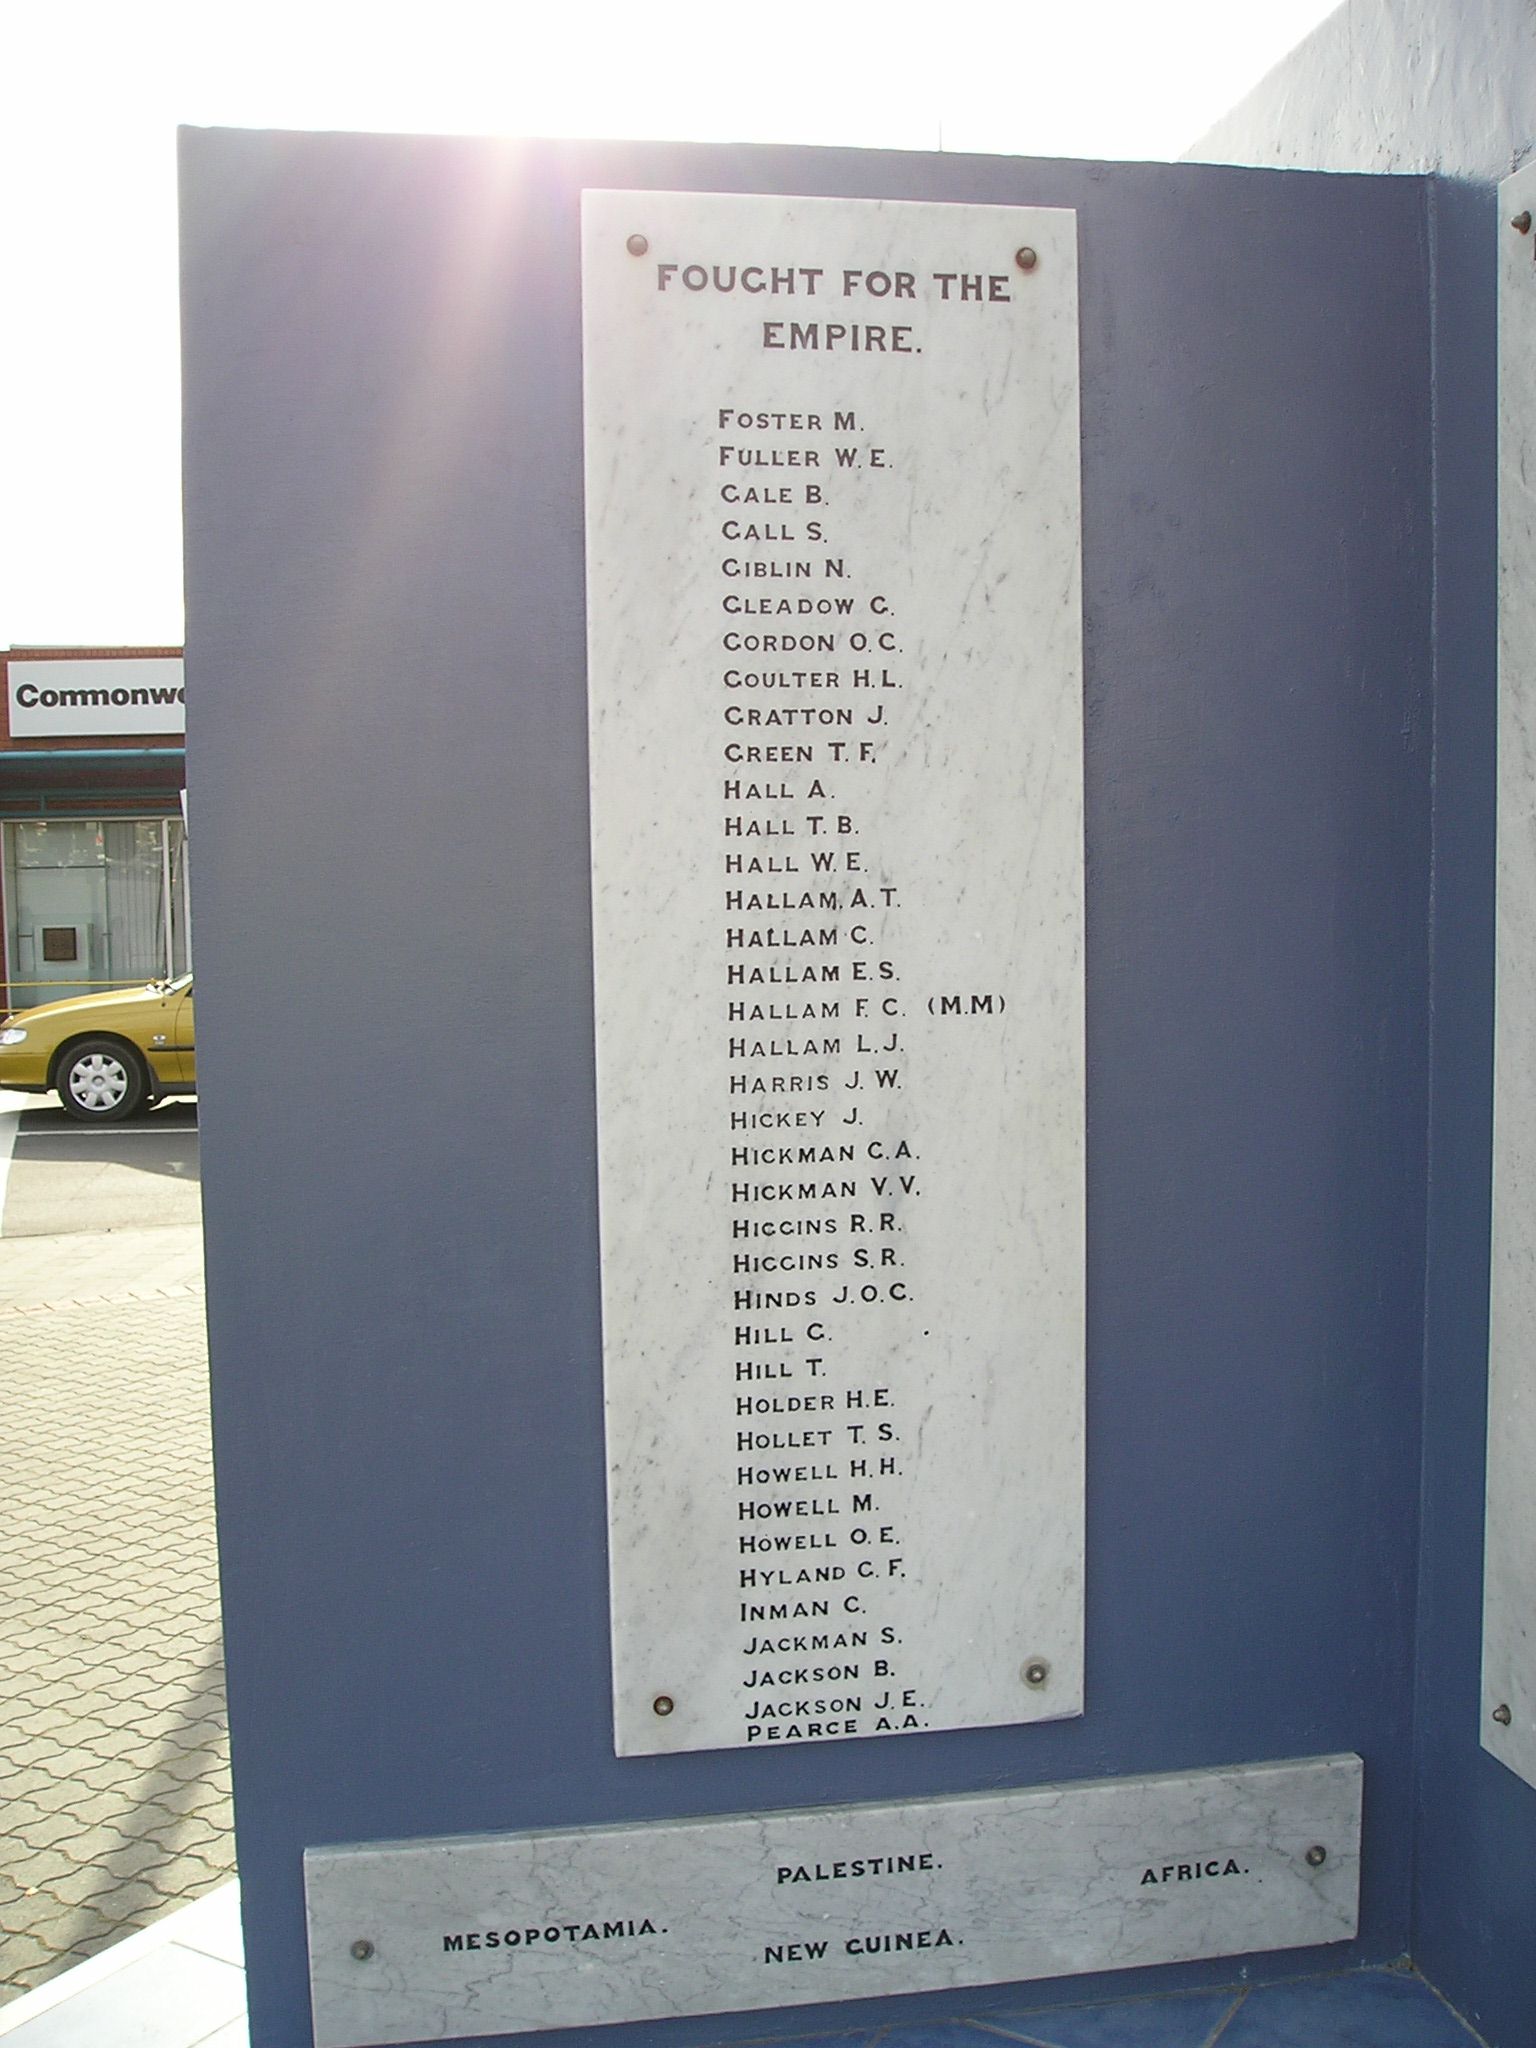 FOUGHT FOR THE
EMPIRE.
FOSTER M.
FULLER W. E.
GALE B.
GALL S.
GIBLIN N.
GLEADOW G.
GORDON O. C.
GOULTER H. L.
GRATTON J.
GREEN T. F.
HALL A.
HALL T. B.
HALL W. E.
HALLAM. A. T.
HALLAM C.
HALLAM E. S.
HALLAM F. C. (M.M)
HALLAM L. J.
HARRIS J. W.
HICKEY J.
HICKMAN C. A.
HICKMAN V. V.
HIGGINS R. R.
HIGGINS S. R.
HINDS J. O. C.
HILL G.
HILL T.
HOLDER H. E.
HOLLET T. S.
HOWELL H. H.
HOWELL M.
HOWELL O. E.
HYLAND C. F.
INMAN C.
JACKMAN S.
JACKSON B.
JACKSON J. E.
PEARCE A.A.
Commonwe
PALESTINE. AFRICA.
MESOPOTAMIA. NEW GUINEA.